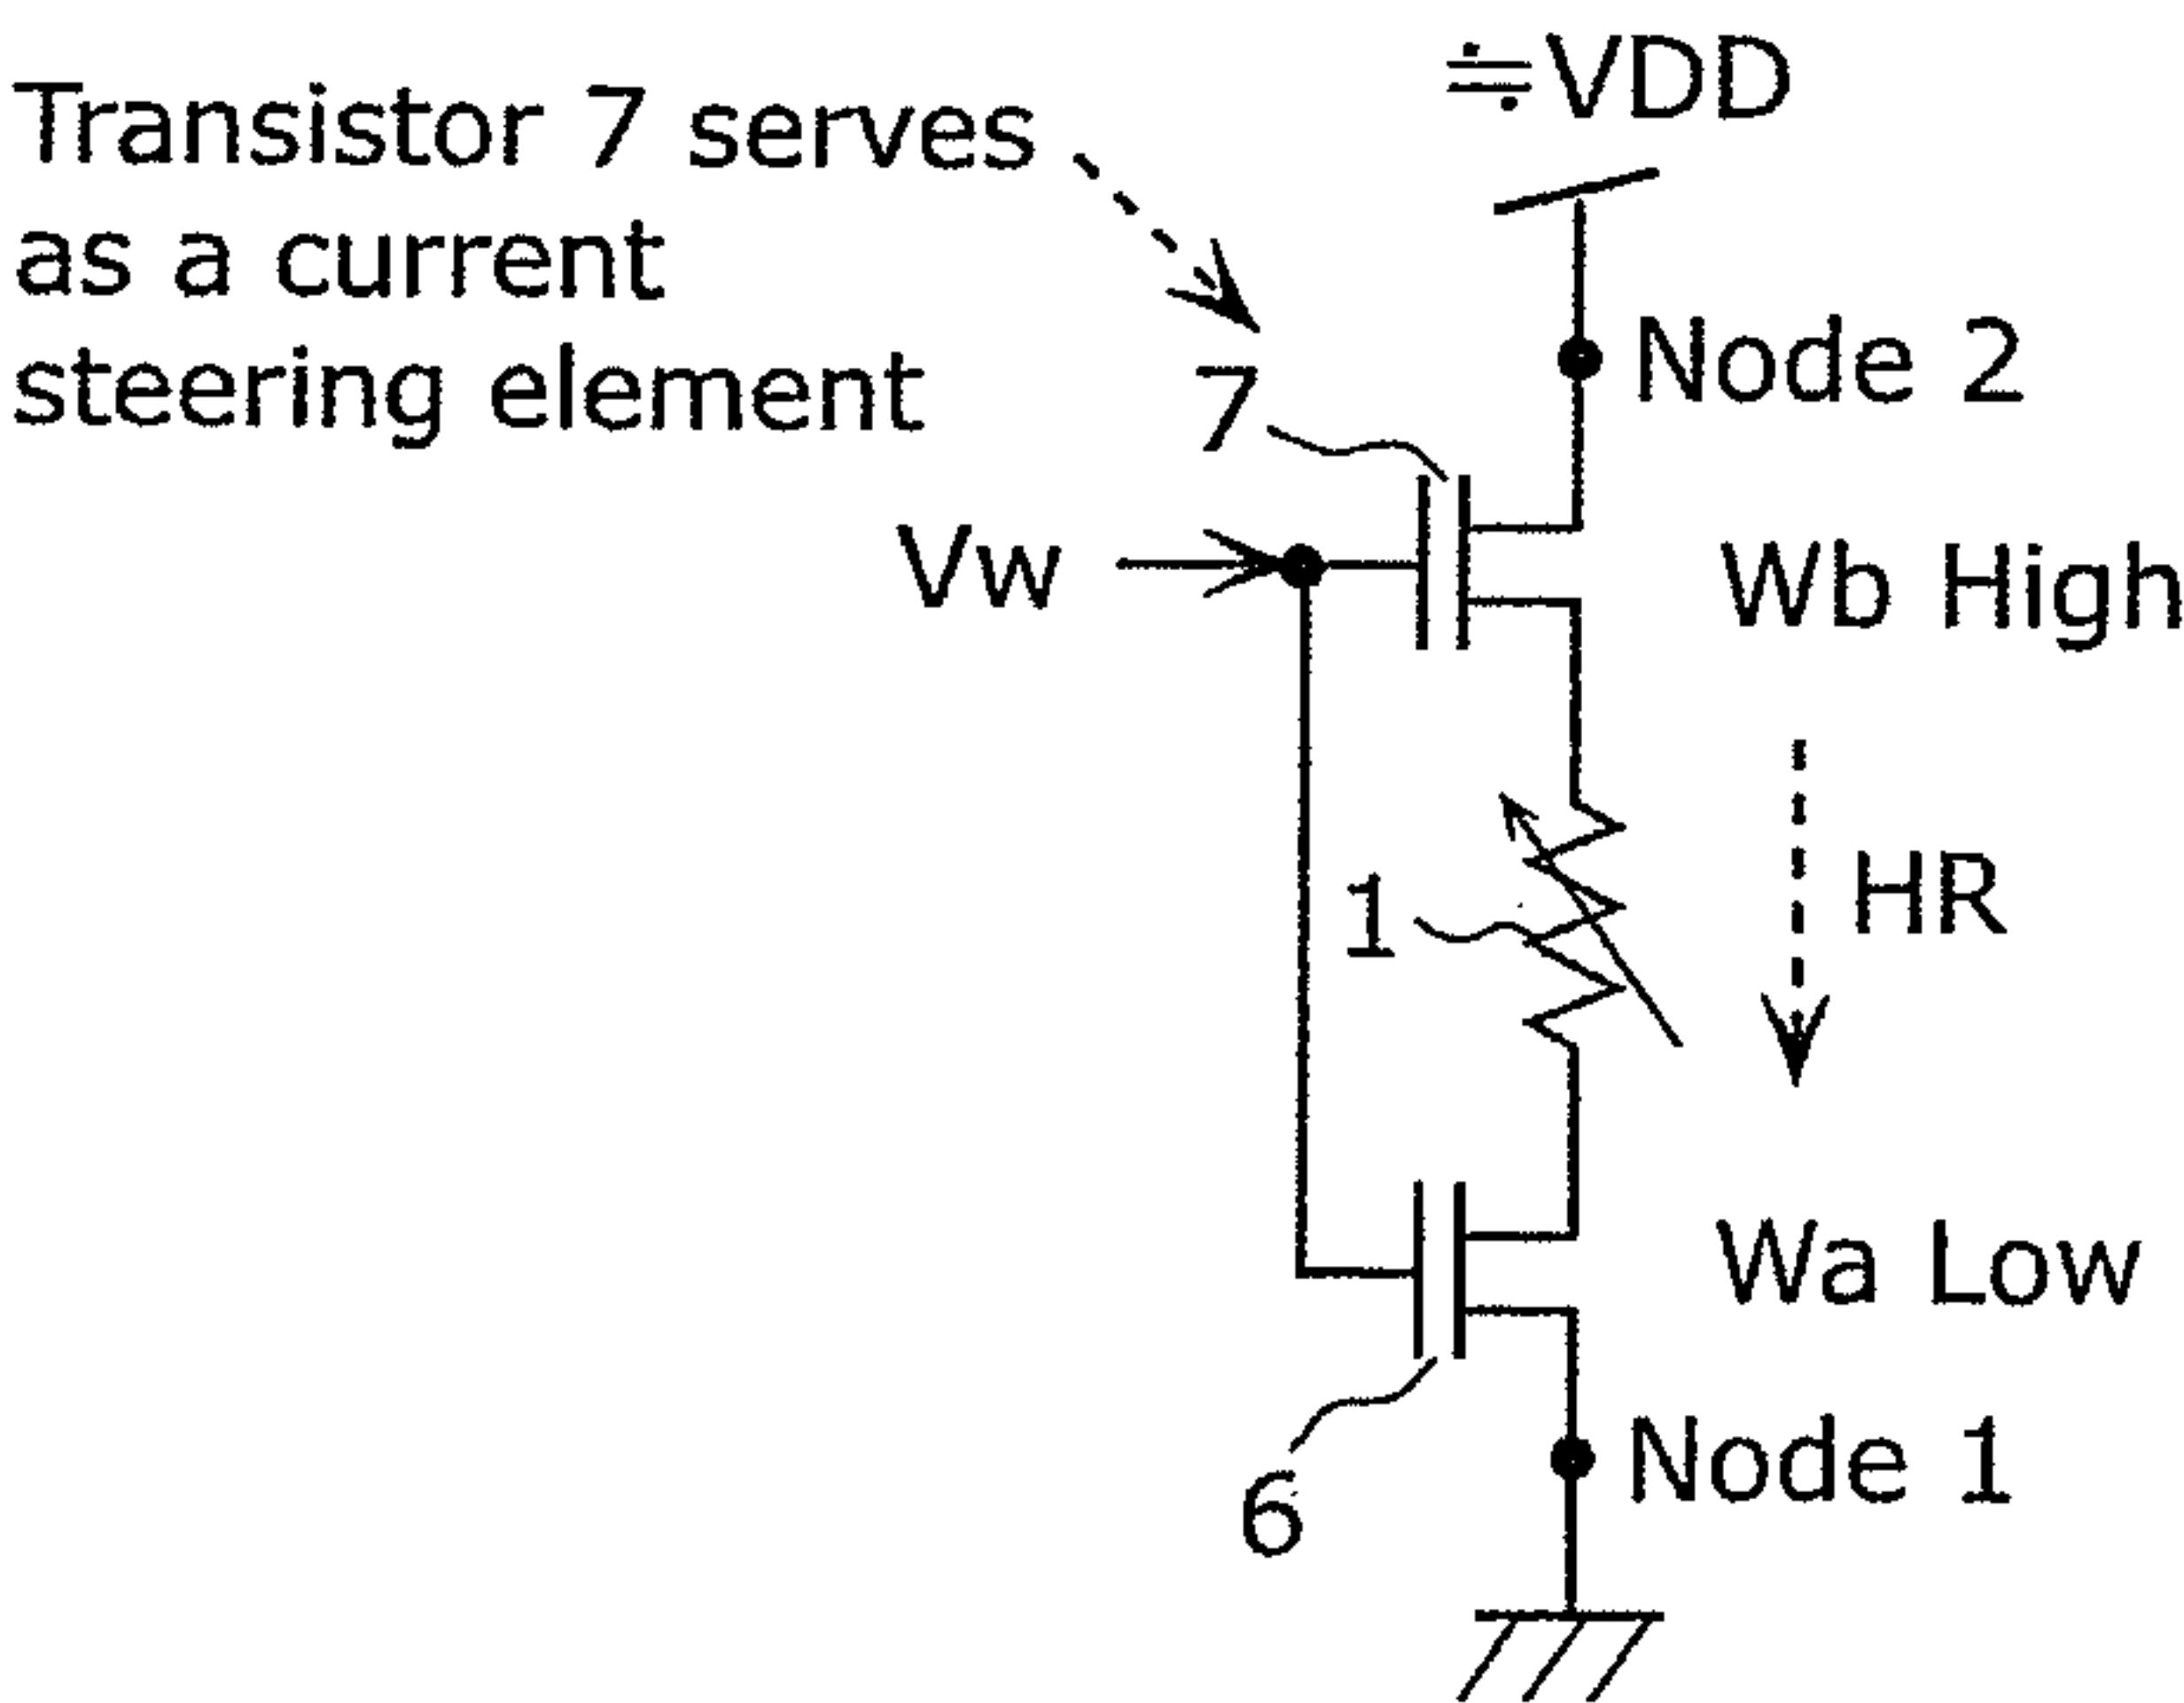 ≒VDD
Transistor 7 serves
as a current
steering element
Node 2
7
Vw
Wb High
1
HR
Wa Low
Node 1
6